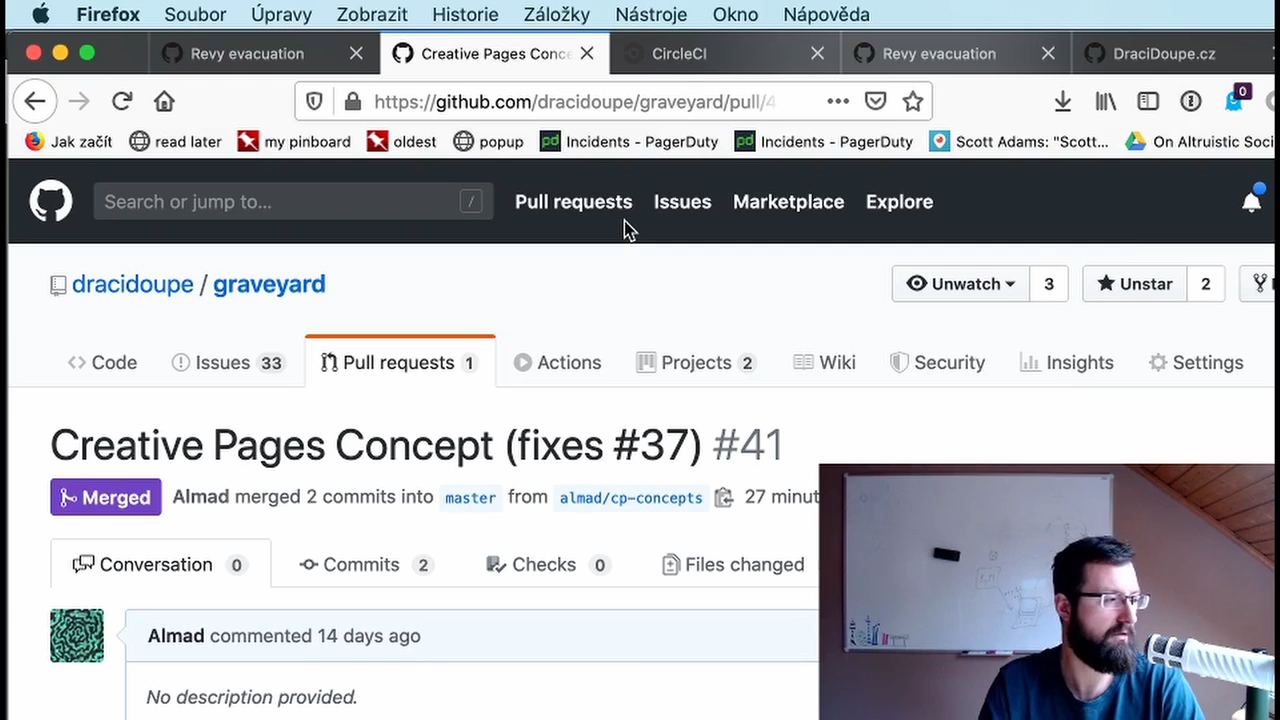 Firefox Soubor Úpravy Zobrazit Historie Záložky Nástroje Okno Nápověda
Revy evacuation Creative Pages Conce CircleCI Revy evacuation DraciDoupe.cz
https://github.com/dracidoupe/graveyard/pull/4 0
Jak začít read later my pinboard oldest popup pd Incidents - PagerDuty pd Incidents - PagerDuty Scott Adams: "Scott... On Altruistic Soci
Search or jump to... / Pull requests Issues Marketplace Explore
dracidoupe / graveyard Unwatch 3 Unstar 2
Code Issues 33 Pull requests 1 Actions Projects 2 Wiki Security Insights Settings
Creative Pages Concept (fixes #37) #41
Merged Almad merged 2 commits into master from almad/cp-concepts 27 minut
Conversation 0 Commits 2 Checks 0 Files changed
Almad commented 14 days ago
No description provided.